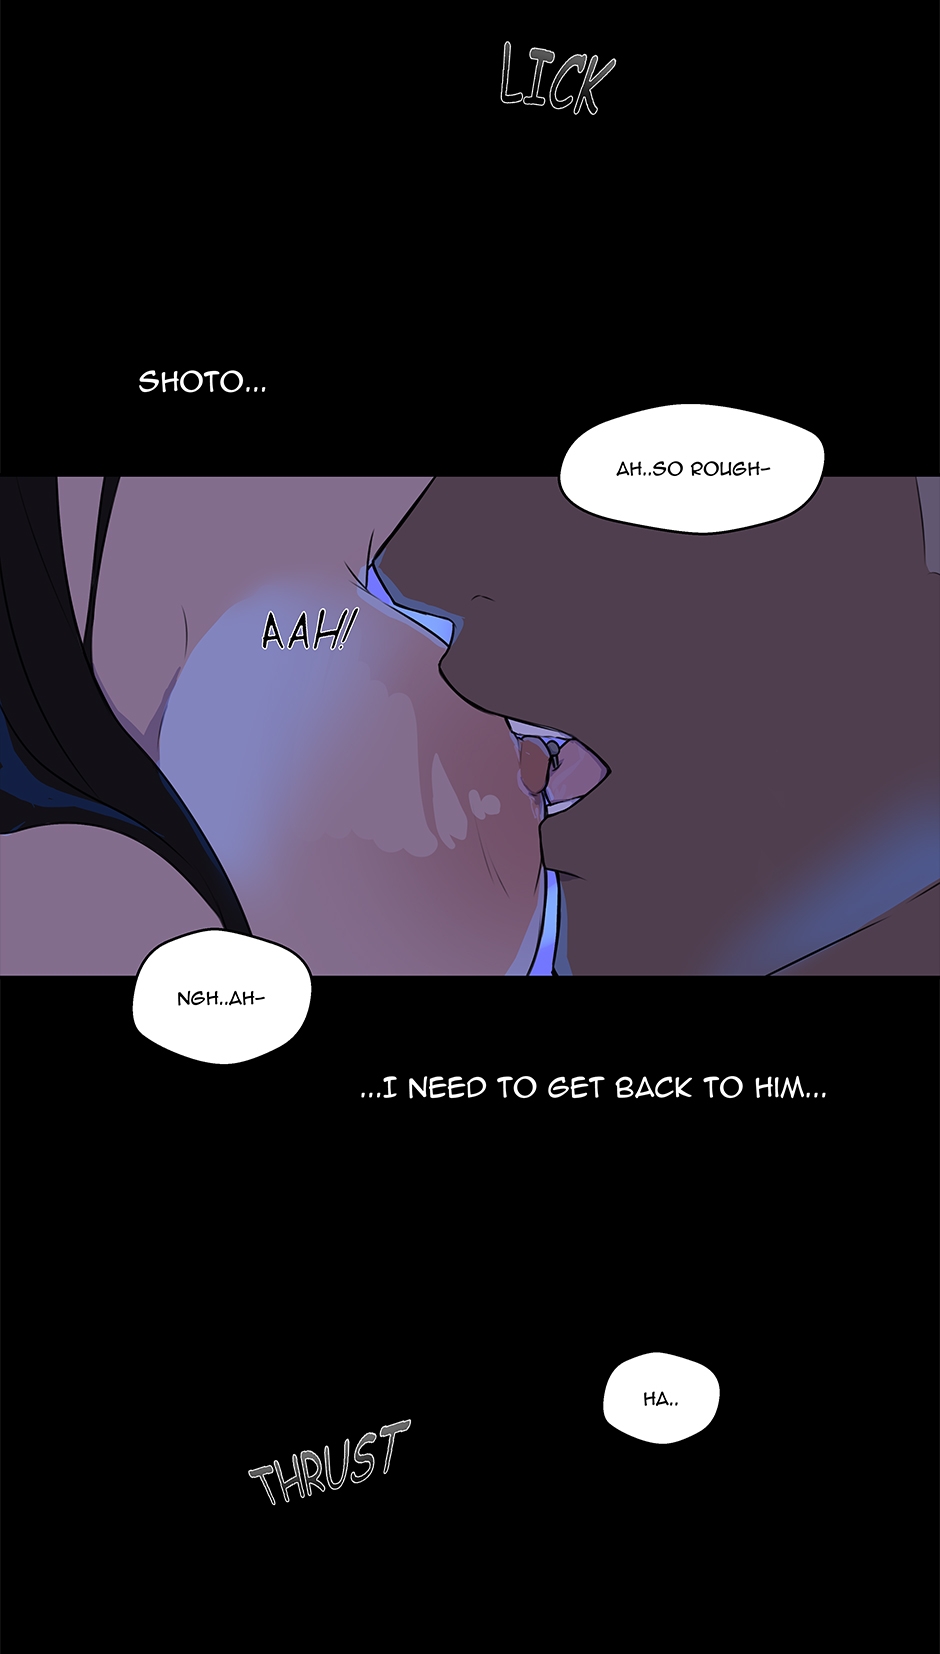 LICK
SHOTO...
AH..SO ROUGH-
AAH!
NGH..AH-
...I NEED TO GET BACK TO HIM...
HA..
THRUST